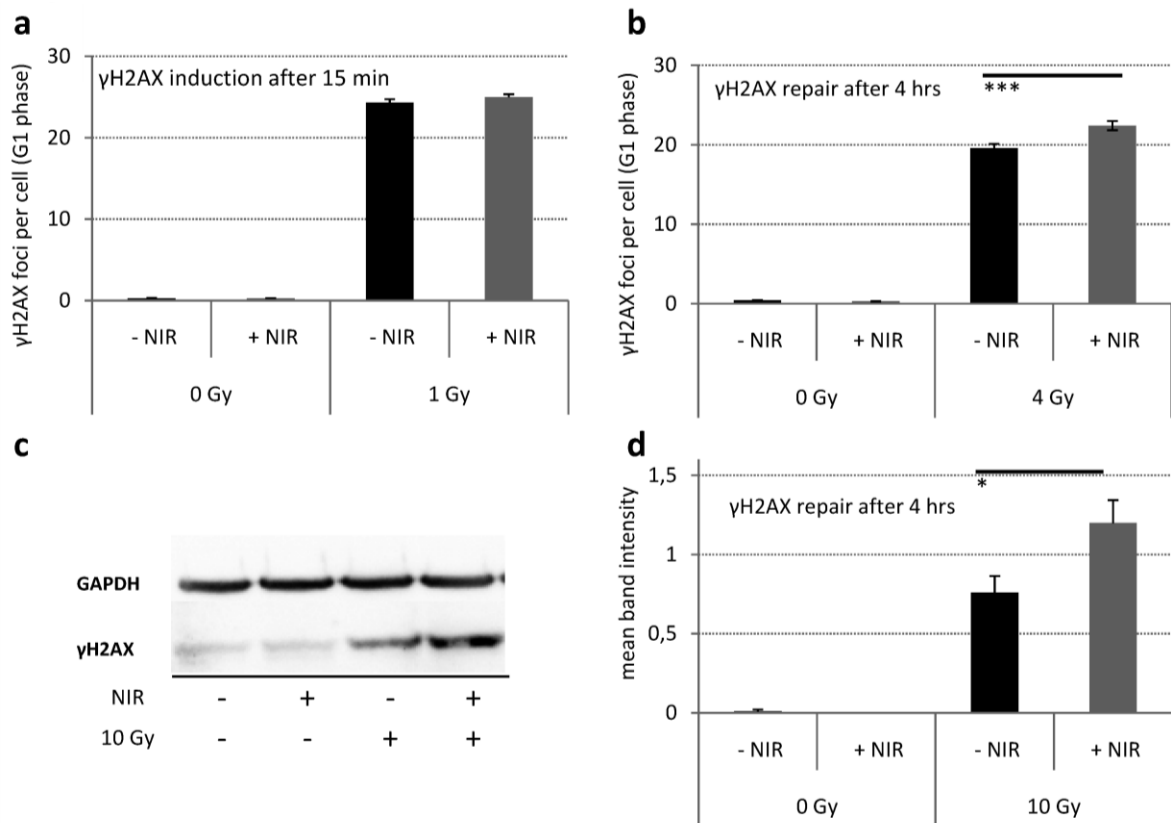 a
γH2AX foci per cell (G1 phase)
30
20
10
0
γH2AX induction after 15 min
- NIR + NIR - NIR + NIR
0 Gy 1 Gy
b
γH2AX foci per cell (G1 phase)
30
20
10
0
γH2AX repair after 4 hrs
***
- NIR + NIR - NIR + NIR
0 Gy 4 Gy
c
GAPDH
γH2AX
NIR - + - +
10 Gy - - + +
d
mean band intensity
1,5
1
0,5
0
γH2AX repair after 4 hrs
*
- NIR + NIR - NIR + NIR
0 Gy 10 Gy